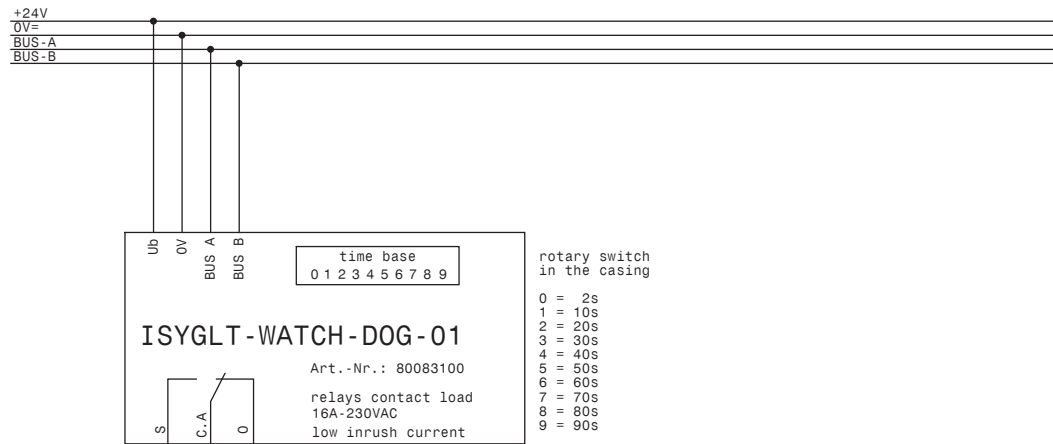 +24V
0V=
BUS-A
BUS-B
Ub
0V
BUS A
BUS B
time base
0 1 2 3 4 5 6 7 8 9
rotary switch
in the casing
0 = 2s
1 = 10s
2 = 20s
3 = 30s
4 = 40s
5 = 50s
6 = 60s
7 = 70s
8 = 80s
9 = 90s
ISYGLT-WATCH-DOG-01
Art.-Nr.: 80083100
relays contact load
16A-230VAC
low inrush current
S
C.A
O